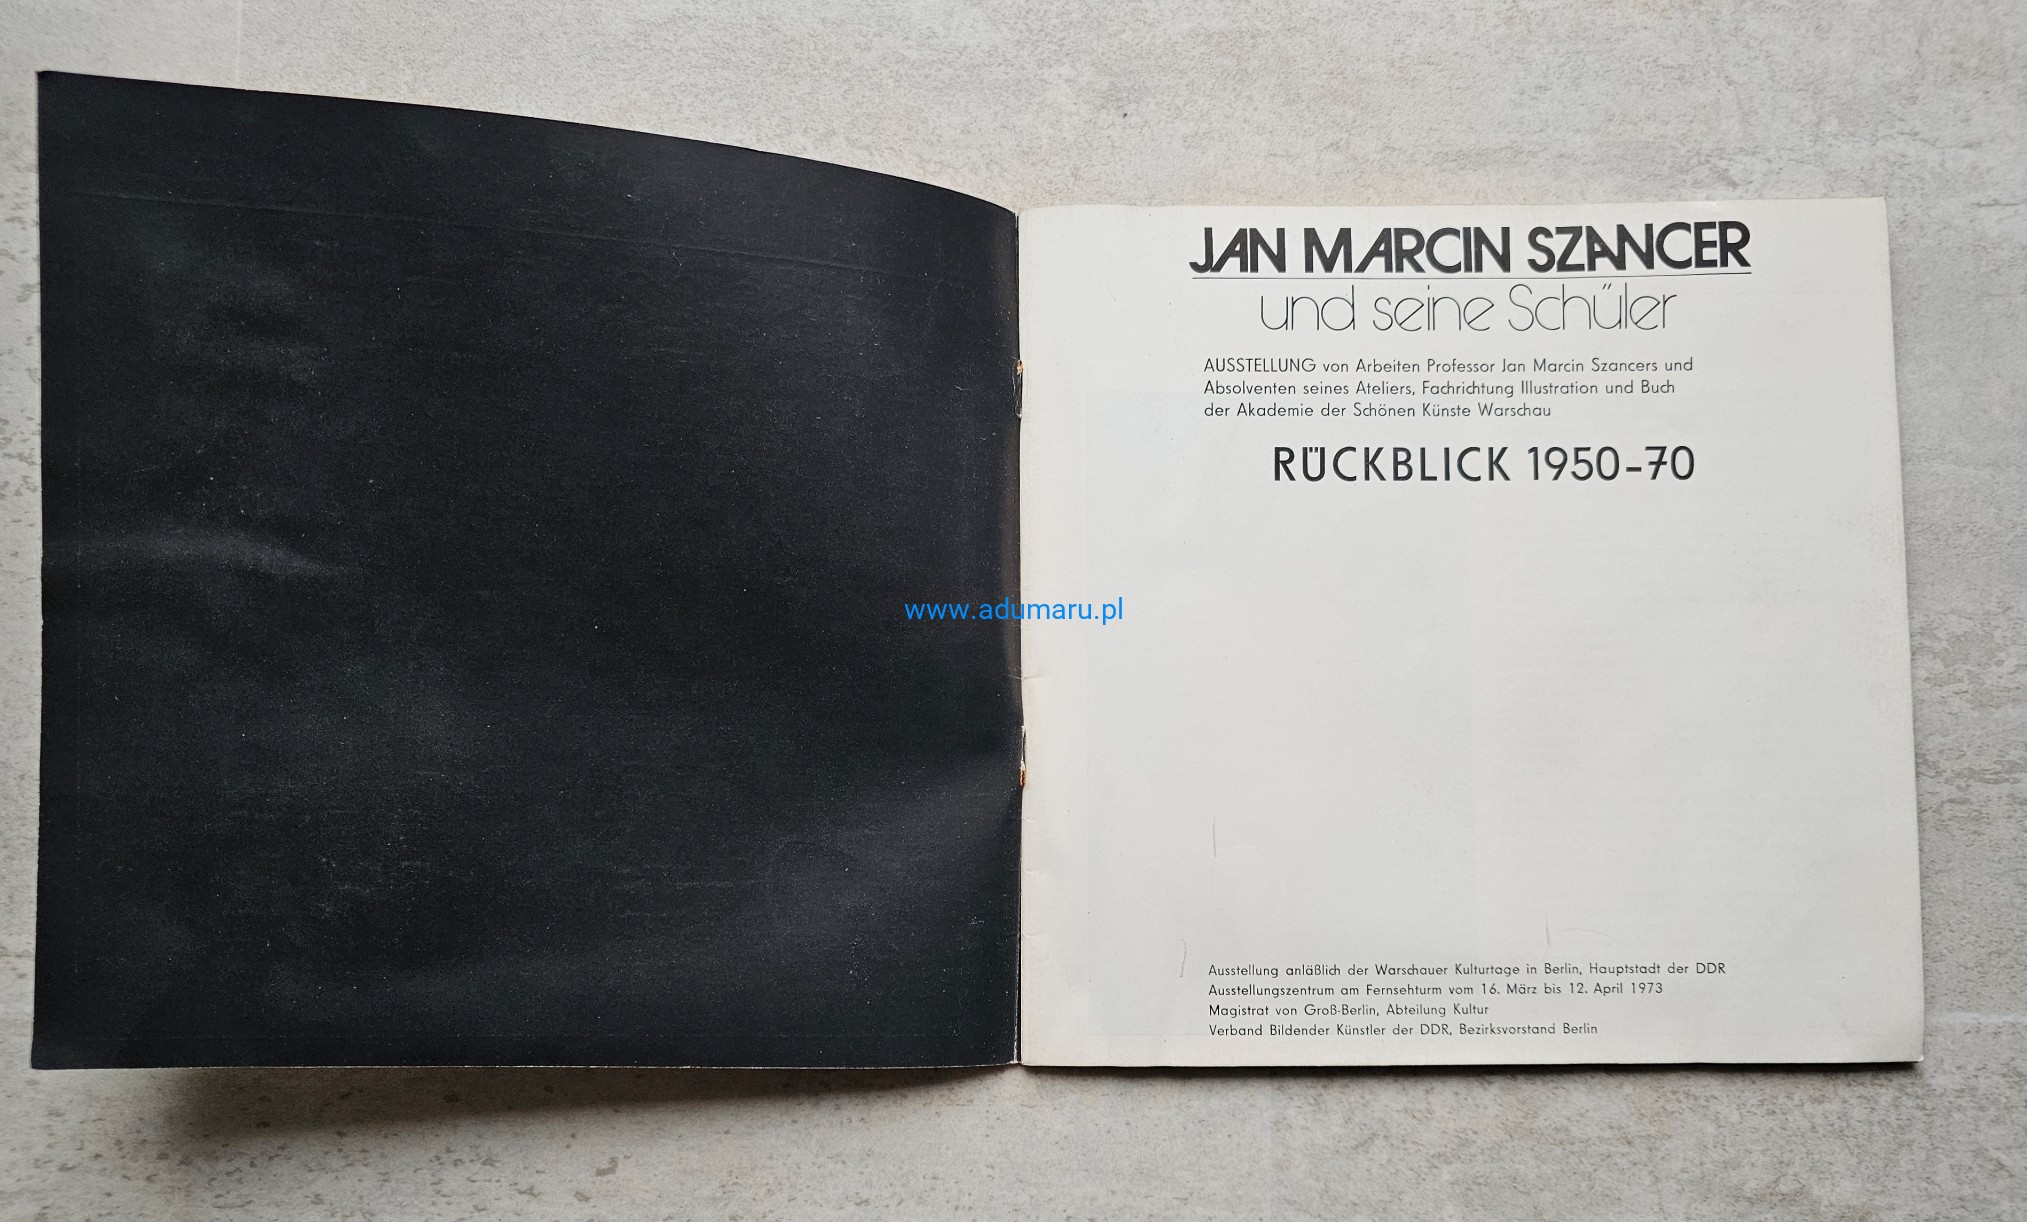 JAN MARCIN SZANCER
und seine Schüler
AUSSTELLUNG von Arbeiten Professor Jan Marcin Szancers und
Absolventen seines Ateliers, Fachrichtung Illustration und Buch
der Akademie der Schönen Künste Warschau
RÜCKBLICK 1950-70
www.adumaru.pl
Ausstellung anläßlich der Warschauer Kulturtage in Berlin, Hauptstadt der DDR
Ausstellungszentrum am Fernsehturm vom 16. März bis 12. April 1973
Magistrat von Groß-Berlin, Abteilung Kultur
Verband Bildender Künstler der DDR, Bezirksvorstand Berlin